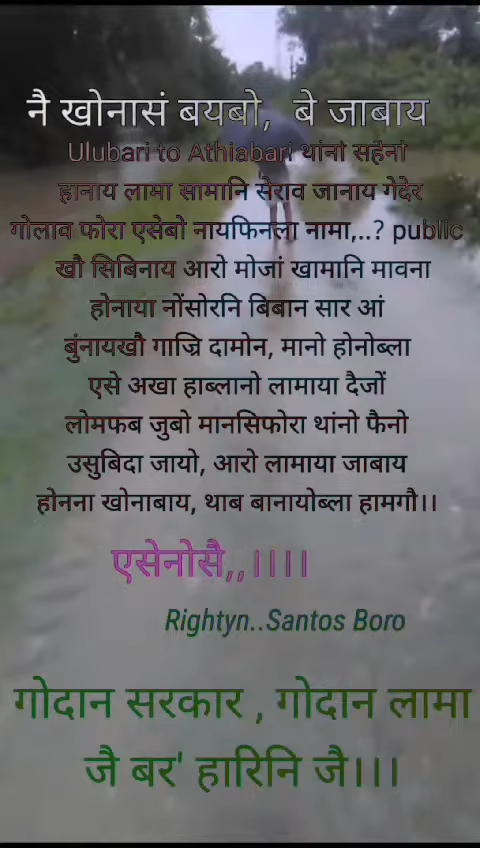 नै खोनासं बयबो, बे जाबाय
Ulubari to Athiabari थांनो सहैनां
हानाय लामा सामानि सेराव जानाय गेदेर
गोलाव फोरा एसेबो नायफिनला नामा,..? public
खौ सिबिनाय आरो मोजां खामानि मावना
होनाया नोंसोरनि बिबान सार आं
बुंनायखौ गाज्रि दामोन, मानो होनोब्ला
एसे अखा हाब्लानो लामाया दैजों
लोमफब जुबो मानसिफोरा थांनो फैनो
उसुबिदा जायो, आरो लामाया जाबाय
होनना खोनाबाय, थाब बानायोब्ला हामगौ।।
एसेनोसै,,।।।।
Rightyn..Santos Boro
गोदान सरकार , गोदान लामा
जै बर' हारिनि जै।।।